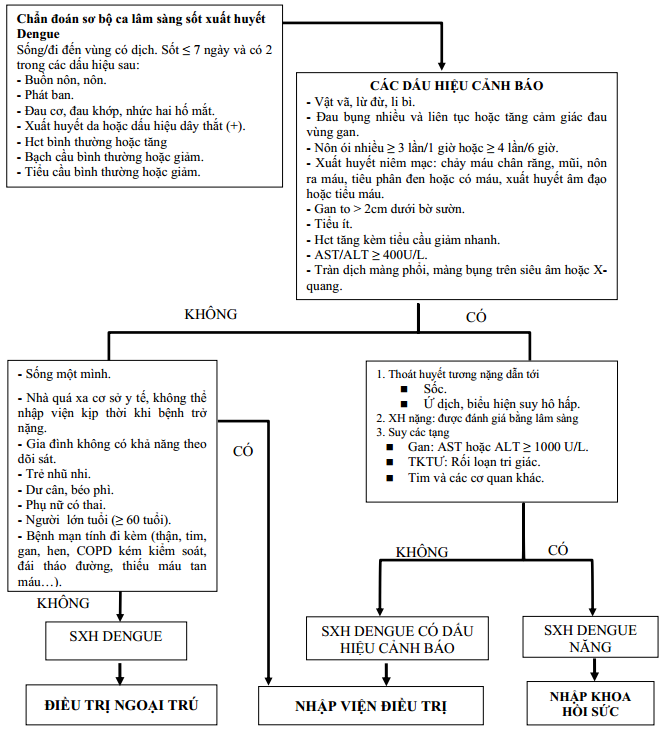 Chẩn đoán sơ bộ ca lâm sàng sốt xuất huyết
Dengue
Sống/đi đến vùng có dịch. Sốt ≤ 7 ngày và có 2
trong các dấu hiệu sau:
- Buồn nôn, nôn.
- Phát ban.
- Đau cơ, đau khớp, nhức hai hố mắt.
- Xuất huyết da hoặc dấu hiệu dây thắt (+).
- Hct bình thường hoặc tăng
- Bạch cầu bình thường hoặc giảm.
- Tiểu cầu bình thường hoặc giảm.
CÁC DẤU HIỆU CẢNH BÁO
- Vật vã, lừ đừ, li bì.
- Đau bụng nhiều và liên tục hoặc tăng cảm giác đau
vùng gan.
- Nôn ói nhiều ≥ 3 lần/1 giờ hoặc ≥ 4 lần/6 giờ.
- Xuất huyết niêm mạc: chảy máu chân răng, mũi, nôn
ra máu, tiêu phân đen hoặc có máu, xuất huyết âm đạo
hoặc tiểu máu.
- Gan to > 2cm dưới bờ sườn.
- Tiểu ít.
- Hct tăng kèm tiểu cầu giảm nhanh.
- AST/ALT ≥ 400U/L.
- Tràn dịch màng phổi, màng bụng trên siêu âm hoặc X-
quang.
KHÔNG
CÓ
- Sống một mình.
- Nhà quá xa cơ sở y tế, không thể
nhập viện kịp thời khi bệnh trở
nặng.
- Gia đình không có khả năng theo
dõi sát.
- Trẻ nhũ nhi.
- Dư cân, béo phì.
- Phụ nữ có thai.
- Người lớn tuổi (≥ 60 tuổi).
- Bệnh mạn tính đi kèm (thận, tim,
gan, hen, COPD kém kiểm soát,
đái tháo đường, thiếu máu tan
máu…).
CÓ
1. Thoát huyết tương nặng dẫn tới
■ Sốc.
■ Ứ dịch, biểu hiện suy hô hấp.
2. XH nặng: được đánh giá bằng lâm sàng
3. Suy các tạng
■ Gan: AST hoặc ALT ≥ 1000 U/L.
■ TKTƯ: Rối loạn tri giác.
■ Tim và các cơ quan khác.
KHÔNG
CÓ
KHÔNG
SXH DENGUE
SXH DENGUE CÓ DẤU
HIỆU CẢNH BÁO
SXH DENGUE
NẶNG
ĐIỀU TRỊ NGOẠI TRÚ
NHẬP VIỆN ĐIỀU TRỊ
NHẬP KHOA
HỒI SỨC